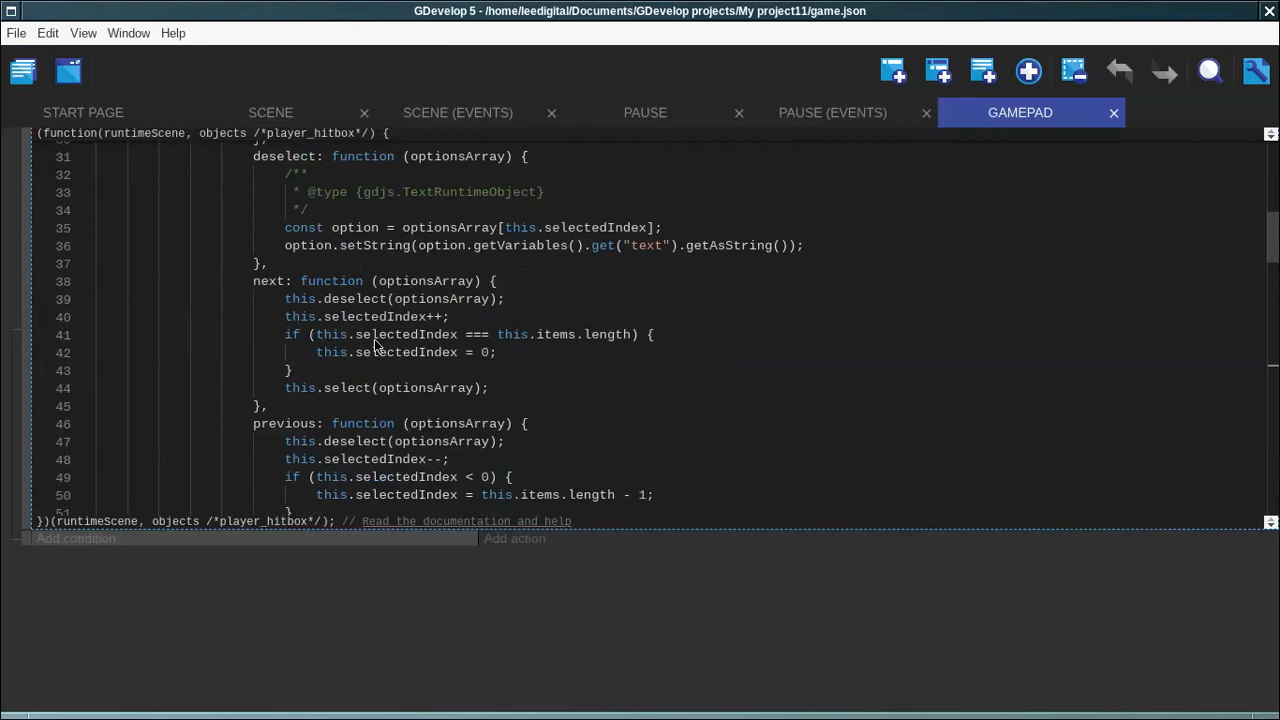 GDevelop 5 - /home/leedigital/Documents/GDevelop projects/My project11/game.json
File Edit View Window Help
START PAGE SCENE SCENE (EVENTS) PAUSE PAUSE (EVENTS) GAMEPAD
(function(runtimeScene, objects /*player_hitbox*/) {
31 deselect: function (optionsArray) {
32 /**
33 * @type {gdjs.TextRuntimeObject}
34 */
35 const option = optionsArray[this.selectedIndex];
36 option.setString(option.getVariables().get("text").getAsString());
37 },
38 next: function (optionsArray) {
39 this.deselect(optionsArray);
40 this.selectedIndex++;
41 if (this.selectedIndex === this.items.length) {
42 this.selectedIndex = 0;
43 }
44 this.select(optionsArray);
45 },
46 previous: function (optionsArray) {
47 this.deselect(optionsArray);
48 this.selectedIndex--;
49 if (this.selectedIndex < 0) {
50 this.selectedIndex = this.items.length - 1;
51 }
})(runtimeScene, objects /*player_hitbox*/); // Read the documentation and help
Add condition Add action